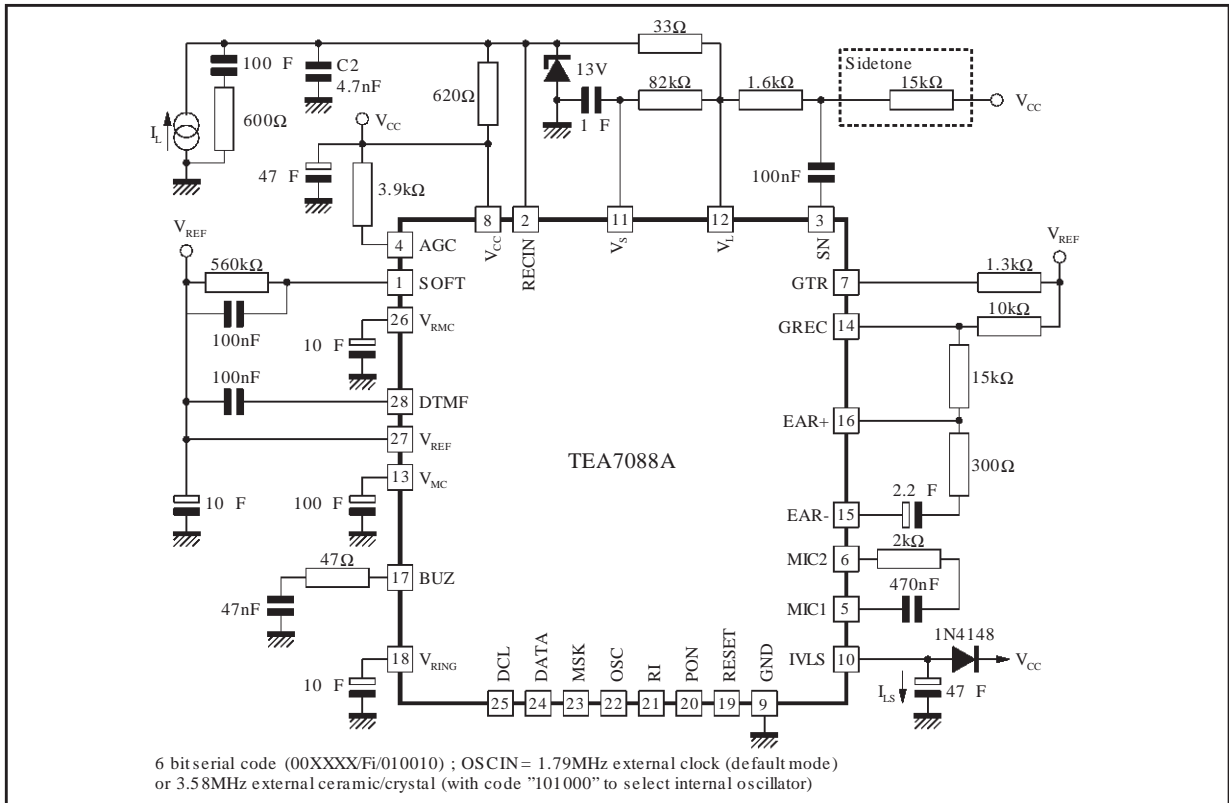 33Ω
100 F
C2
4.7nF
13V
Sidetone
620Ω
82kΩ
1.6kΩ
15kΩ
V_CC
600Ω
1 F
I_L
V_CC
47 F
3.9kΩ
100nF
V_REF
8
2
11
12
3
V_REF
4
AGC
V_CC
RECIN
V_S
V_L
SN
560kΩ
1.3kΩ
1
SOFT
GTR
7
10kΩ
100nF
26
V_RMC
GREC
14
10 F
100nF
15kΩ
28
DTMF
EAR+
16
27
V_REF
TEA7088A
300Ω
13
V_MC
2.2 F
10 F
100 F
EAR-
15
2kΩ
47Ω
MIC2
6
17
BUZ
470nF
47nF
MIC1
5
1N4148
18
V_RING
DCL
DATA
MSK
OSC
RI
PON
RESET
GND
IVLS
10
V_CC
10 F
I_LS
47 F
25
24
23
22
21
20
19
9
6 bit serial code (00XXXX/Fi/010010) ; OSCIN = 1.79MHz external clock (default mode)
or 3.58MHz external ceramic/crystal (with code "101000" to select internal oscillator)